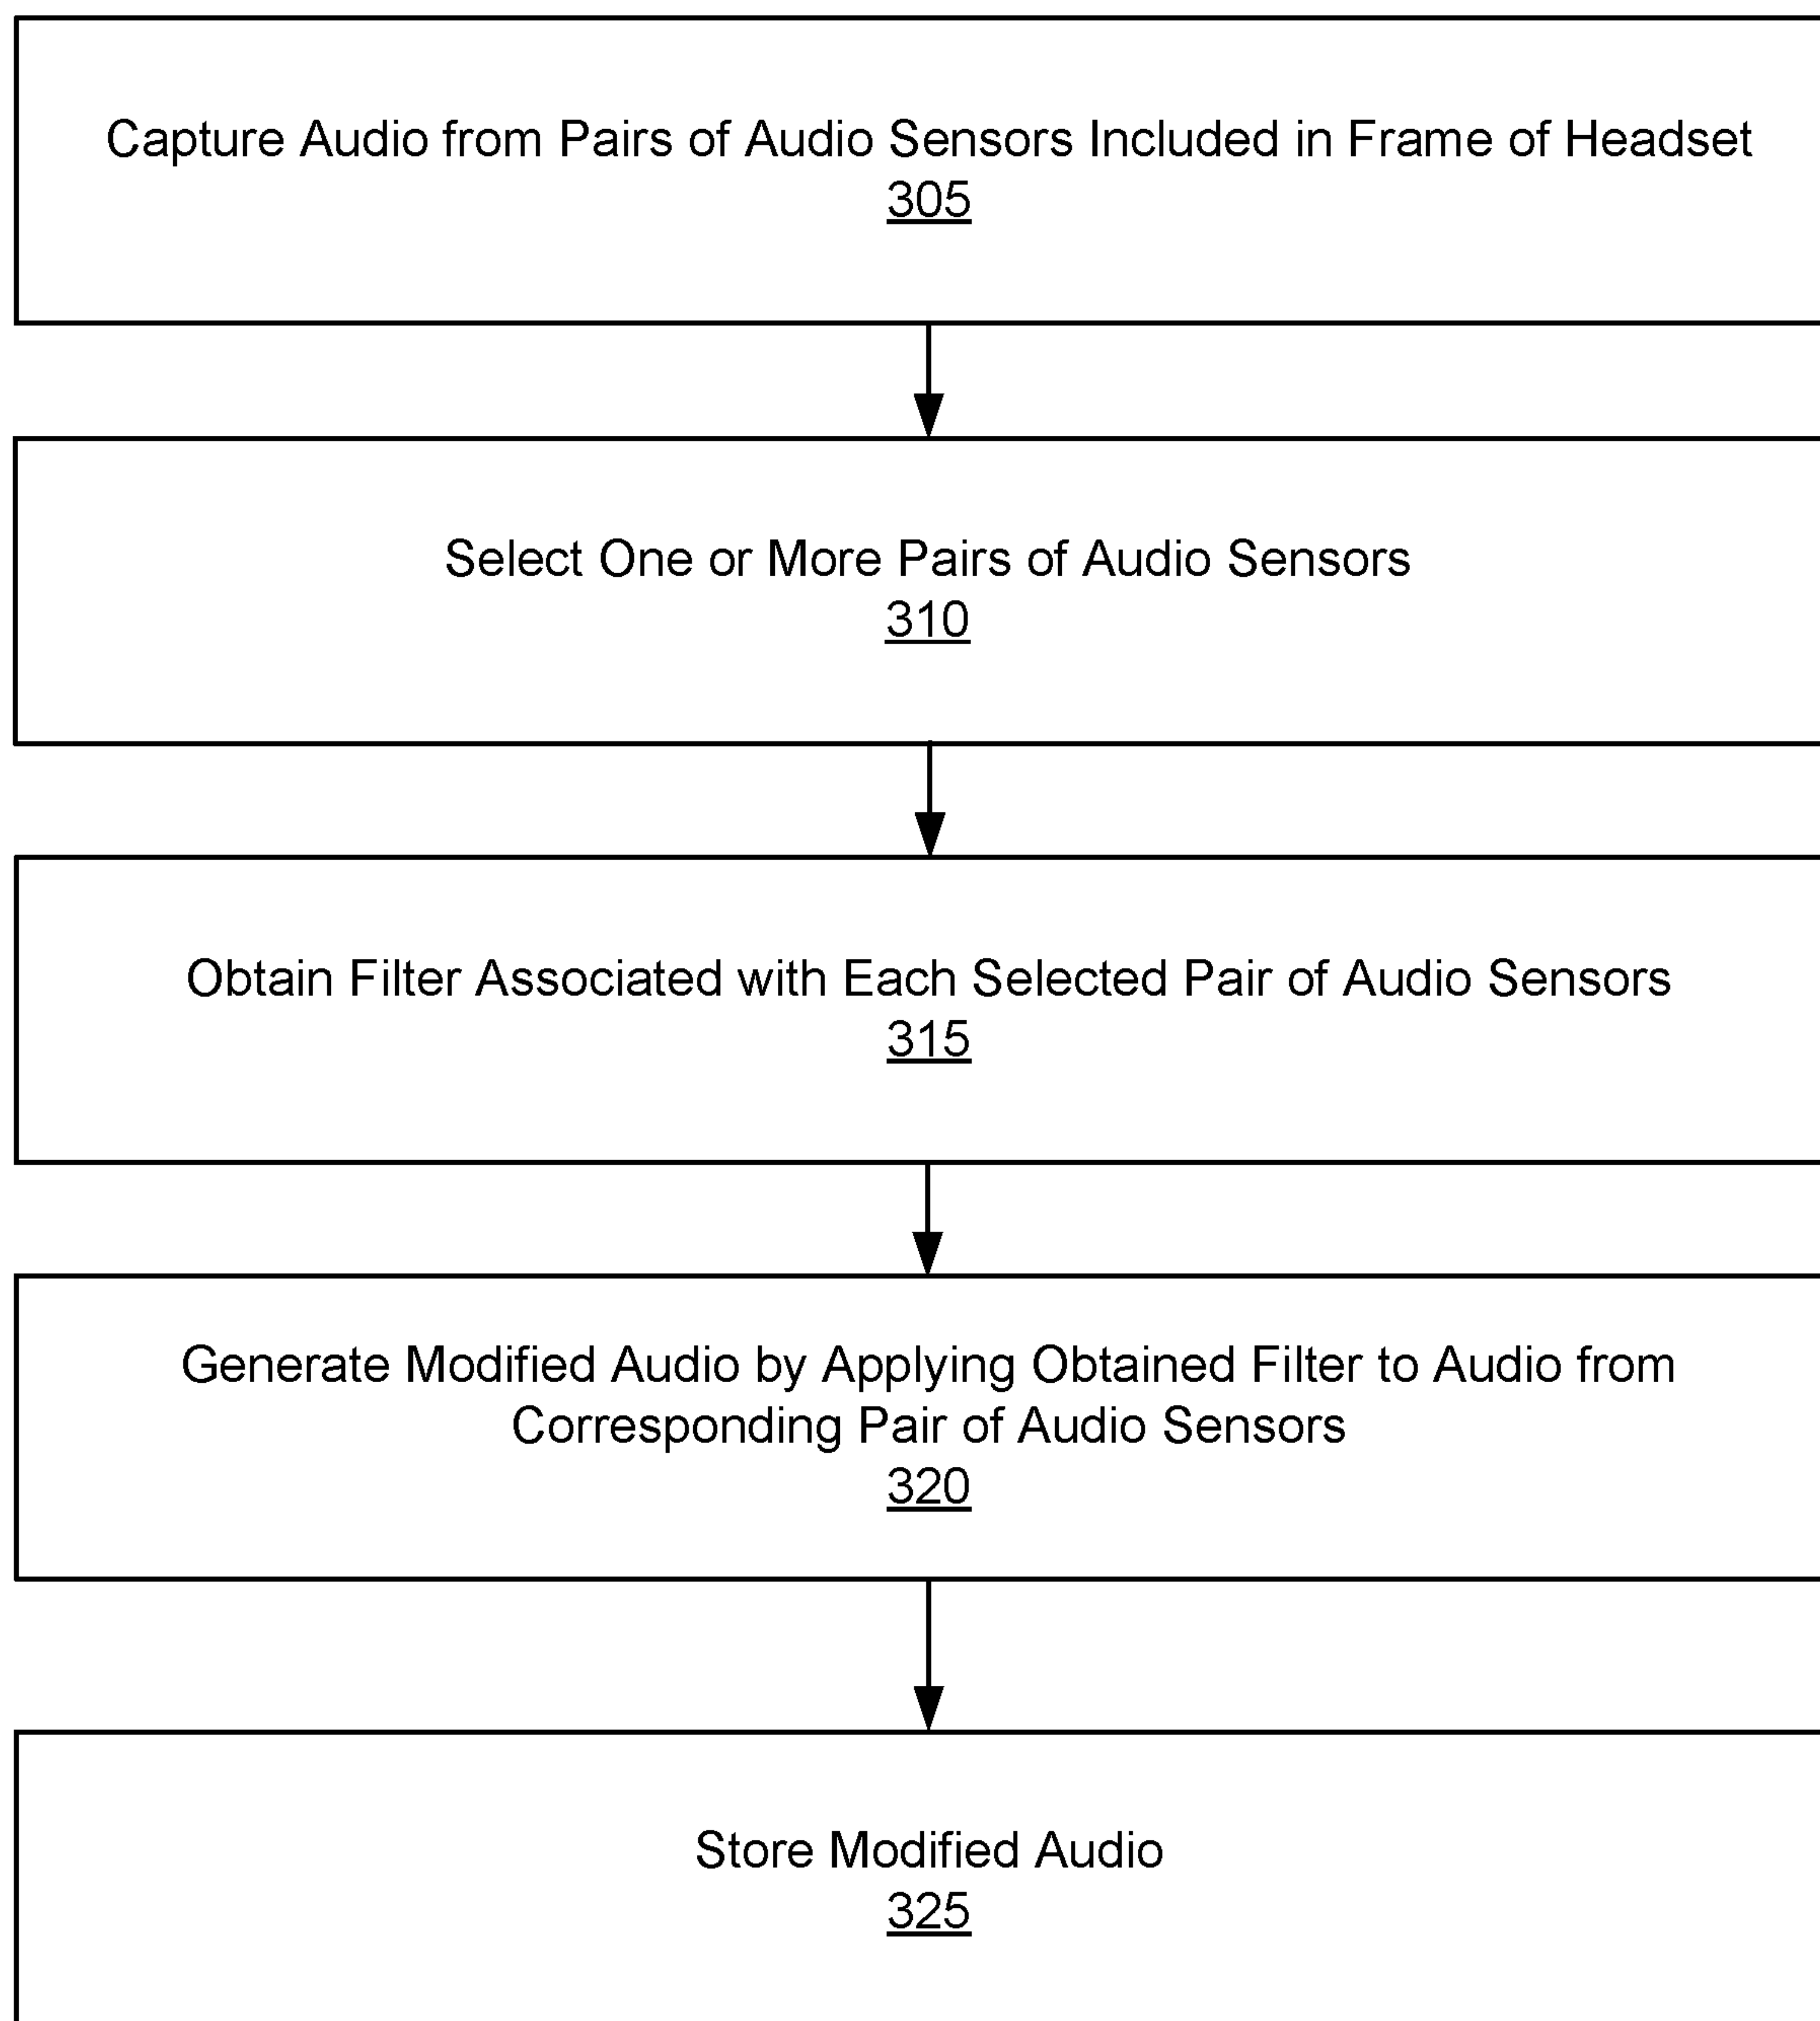 Capture Audio from Pairs of Audio Sensors Included in Frame of Headset
305
Select One or More Pairs of Audio Sensors
310
Obtain Filter Associated with Each Selected Pair of Audio Sensors
315
Generate Modified Audio by Applying Obtained Filter to Audio from
Corresponding Pair of Audio Sensors
320
Store Modified Audio
325